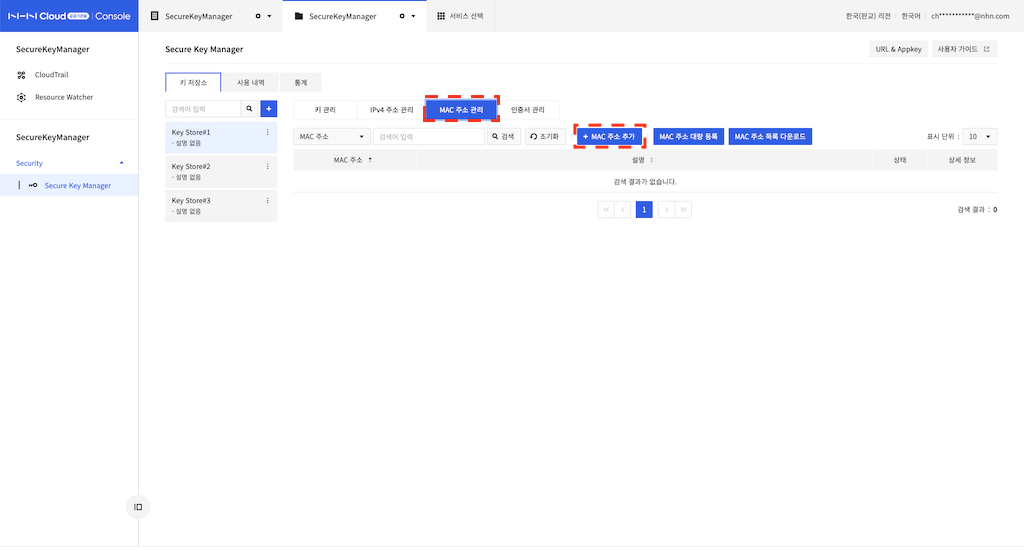 NHN Cloud 공공기관용 Console
SecureKeyManager
SecureKeyManager
서비스 선택
한국(판교) 리전
한국어
ch***********@nhn.com
SecureKeyManager
CloudTrail
Resource Watcher
SecureKeyManager
Security
Secure Key Manager
Secure Key Manager
URL & Appkey
사용자 가이드
키 저장소
사용 내역
통계
검색어 입력
+
Key Store#1
- 설명 없음
Key Store#2
- 설명 없음
Key Store#3
- 설명 없음
키 관리
IPv4 주소 관리
MAC 주소 관리
인증서 관리
MAC 주소
검색어 입력
검색
초기화
+ MAC 주소 추가
MAC 주소 대량 등록
MAC 주소 목록 다운로드
표시 단위 : 10
MAC 주소
설명
상태
상세 정보
검색 결과가 없습니다.
1
검색 결과 : 0